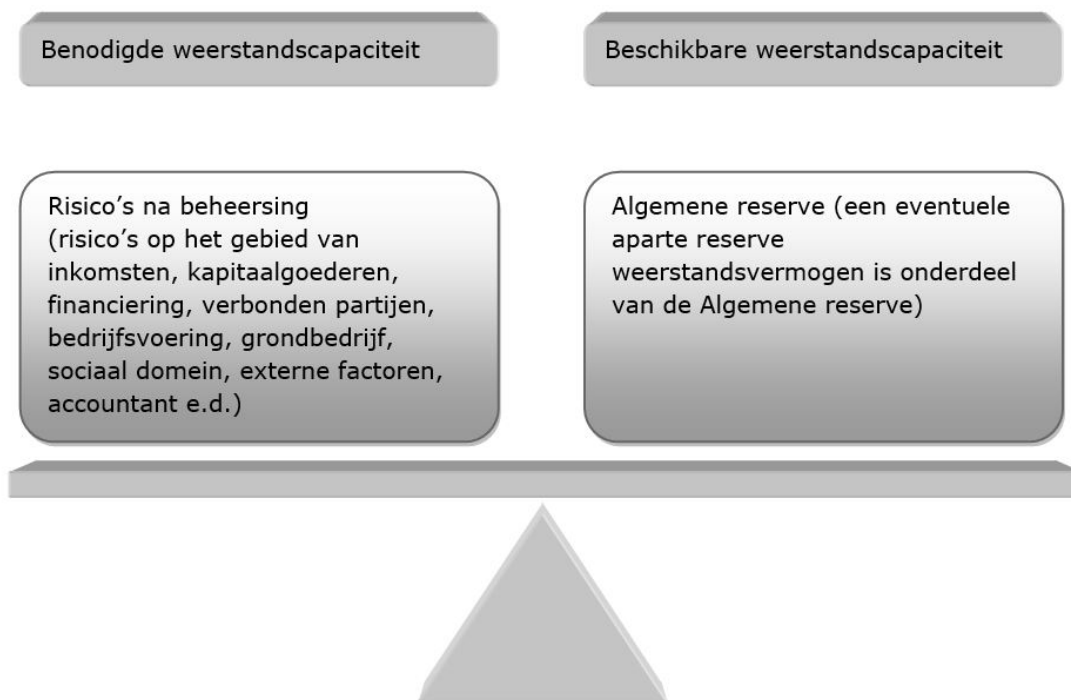 Benodigde weerstandscapaciteit
Beschikbare weerstandscapaciteit
Risico’s na beheersing
(risico’s op het gebied van
inkomsten, kapitaalgoederen,
financiering, verbonden partijen,
bedrijfsvoering, grondbedrijf,
sociaal domein, externe factoren,
accountant e.d.)
Algemene reserve (een eventuele
aparte reserve
weerstandsvermogen is onderdeel
van de Algemene reserve)